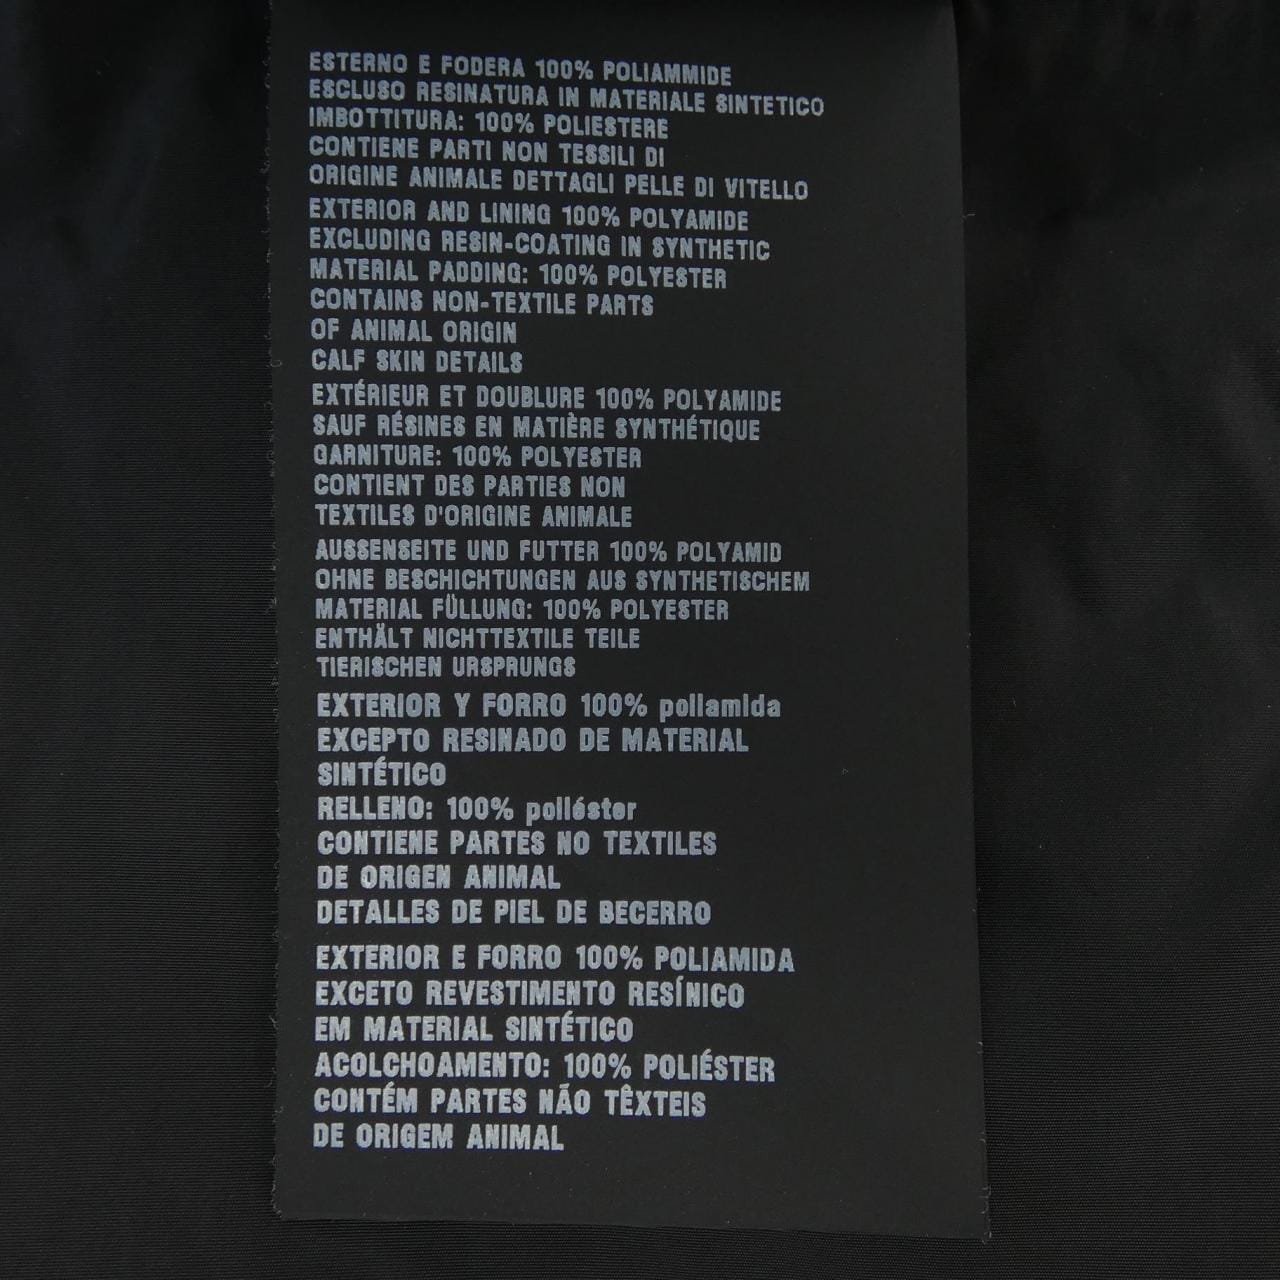 ESTERNO E FODERA 100% POLIAMMIDE
ESCLUSO RESINATURA IN MATERIALE SINTETICO
IMBOTTITURA: 100% POLIESTERE
CONTIENE PARTI NON TESSILI DI
ORIGINE ANIMALE DETTAGLI PELLE DI VITELLO
EXTERIOR AND LINING 100% POLYAMIDE
EXCLUDING RESIN-COATING IN SYNTHETIC
MATERIAL PADDING: 100% POLYESTER
CONTAINS NON-TEXTILE PARTS
OF ANIMAL ORIGIN
CALF SKIN DETAILS
EXTÉRIEUR ET DOUBLURE 100% POLYAMIDE
SAUF RÉSINES EN MATIÈRE SYNTHÉTIQUE
GARNITURE: 100% POLYESTER
CONTIENT DES PARTIES NON
TEXTILES D'ORIGINE ANIMALE
AUSSENSEITE UND FUTTER 100% POLYAMID
OHNE BESCHICHTUNGEN AUS SYNTHETISCHEM
MATERIAL FÜLLUNG: 100% POLYESTER
ENTHÄLT NICHTTEXTILE TEILE
TIERISCHEN URSPRUNGS
EXTERIOR Y FORRO 100% poliamida
EXCEPTO RESINADO DE MATERIAL
SINTÉTICO
RELLENO: 100% poliéster
CONTIENE PARTES NO TEXTILES
DE ORIGEN ANIMAL
DETALLES DE PIEL DE BECERRO
EXTERIOR E FORRO 100% POLIAMIDA
EXCETO REVESTIMENTO RESÍNICO
EM MATERIAL SINTÉTICO
ACOLCHOAMENTO: 100% POLIÉSTER
CONTÉM PARTES NÃO TÊXTEIS
DE ORIGEM ANIMAL